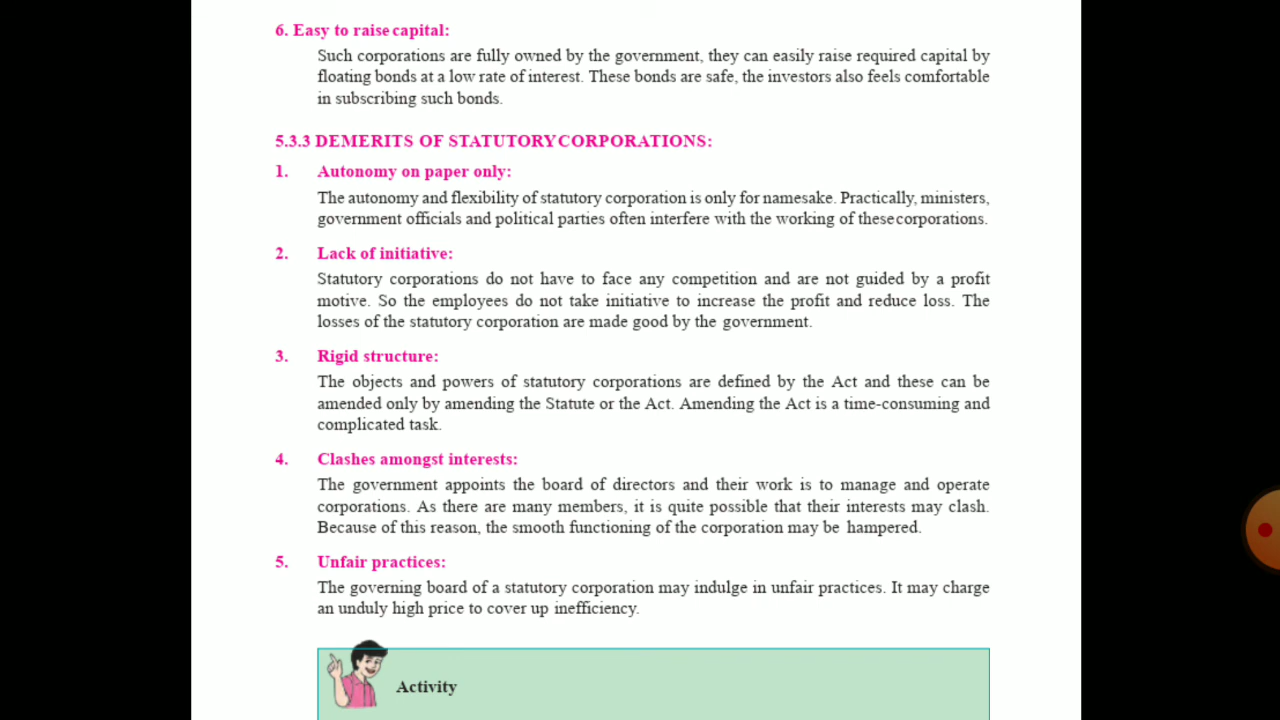 6. Easy to raise capital:
Such corporations are fully owned by the government, they can easily raise required capital by
floating bonds at a low rate of interest. These bonds are safe, the investors also feels comfortable
in subscribing such bonds.
5.3.3 DEMERITS OF STATUTORY CORPORATIONS:
1. Autonomy on paper only:
The autonomy and flexibility of statutory corporation is only for namesake. Practically, ministers,
government officials and political parties often interfere with the working of these corporations.
2. Lack of initiative:
Statutory corporations do not have to face any competition and are not guided by a profit
motive. So the employees do not take initiative to increase the profit and reduce loss. The
losses of the statutory corporation are made good by the government.
3. Rigid structure:
The objects and powers of statutory corporations are defined by the Act and these can be
amended only by amending the Statute or the Act. Amending the Act is a time-consuming and
complicated task.
4. Clashes amongst interests:
The government appoints the board of directors and their work is to manage and operate
corporations. As there are many members, it is quite possible that their interests may clash.
Because of this reason, the smooth functioning of the corporation may be hampered.
5. Unfair practices:
The governing board of a statutory corporation may indulge in unfair practices. It may charge
an unduly high price to cover up inefficiency.
Activity